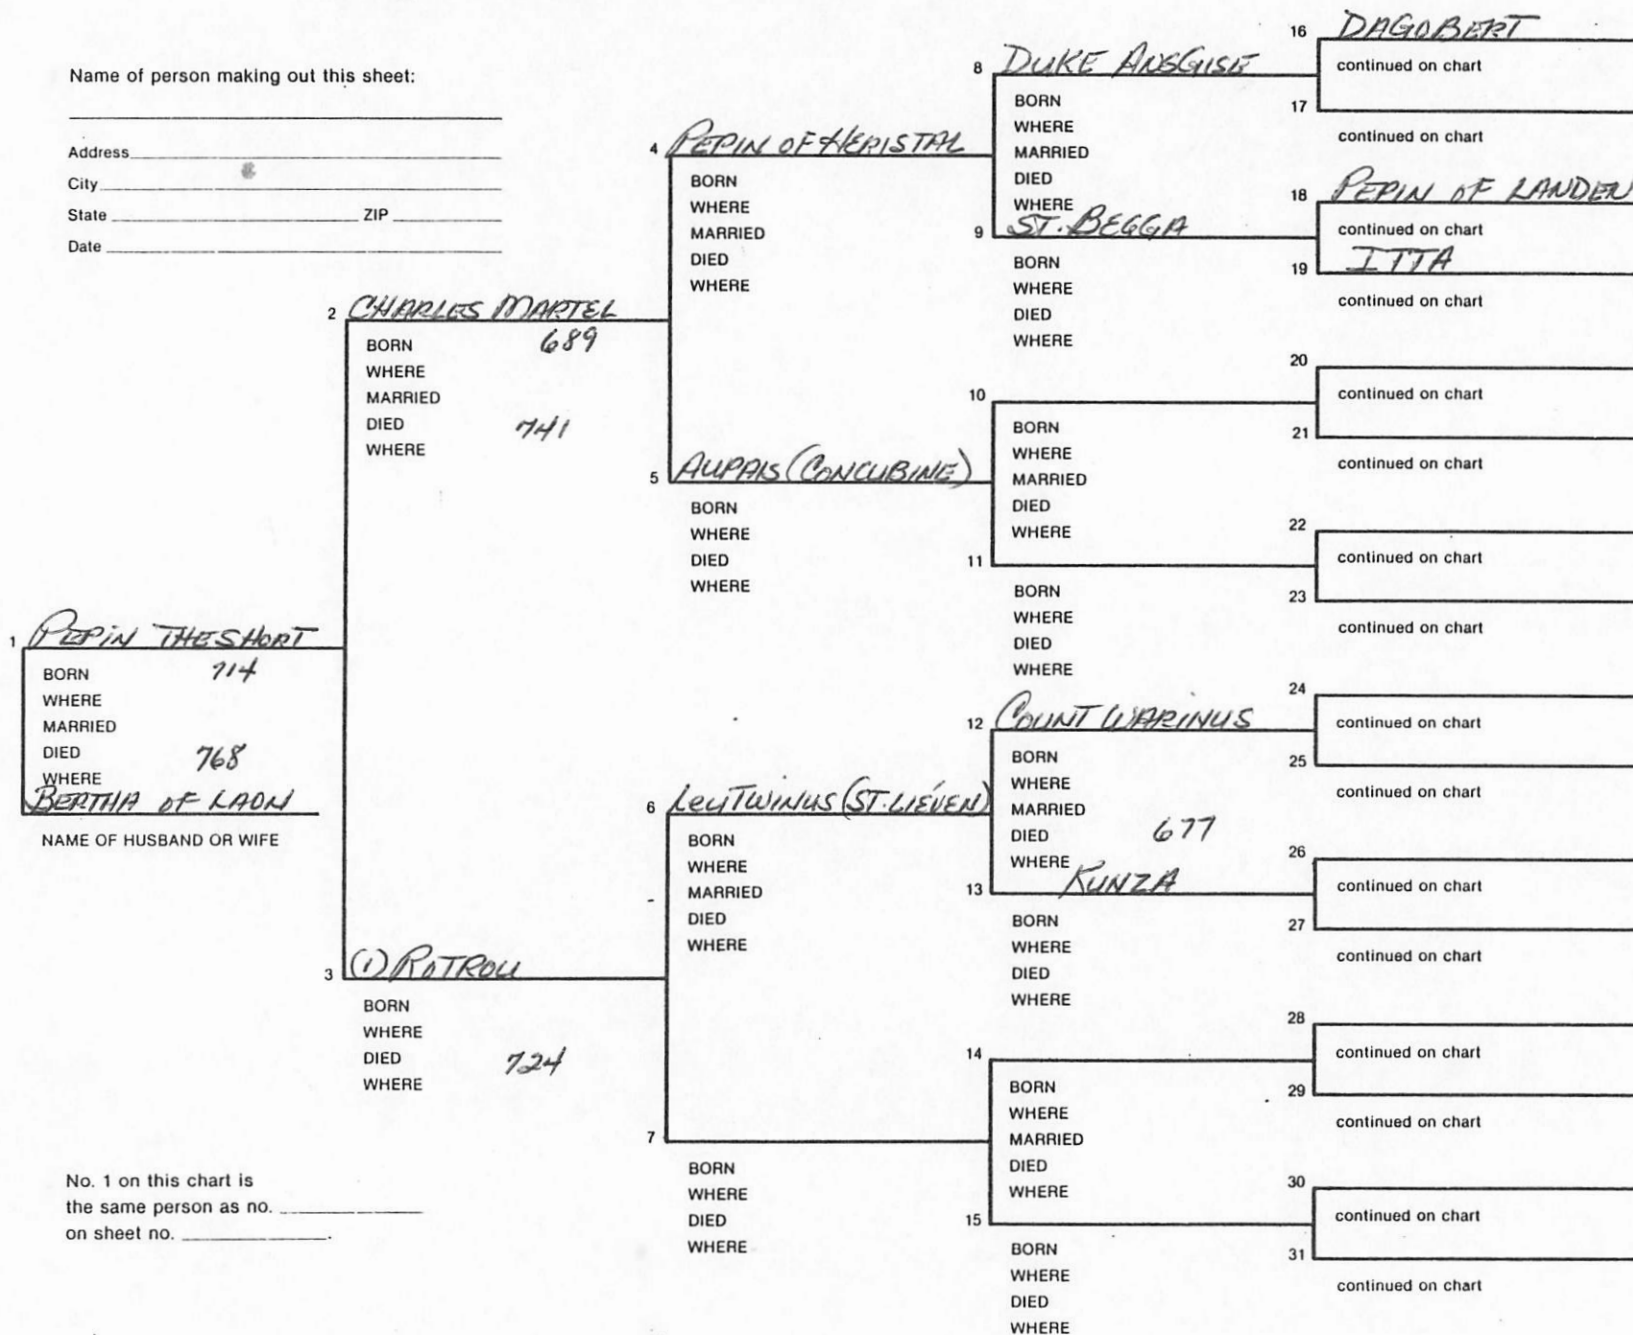 Name of person making out this sheet:
Address
City
State ZIP
Date
1 PEPIN THE SHORT
BORN 714
WHERE
MARRIED
DIED 768
WHERE
BERTHA OF LAON
NAME OF HUSBAND OR WIFE
No. 1 on this chart is
the same person as no.
on sheet no. .
2 CHARLES MARTEL
BORN 689
WHERE
MARRIED
DIED 741
WHERE
3 (1) ROTROU
BORN
WHERE
DIED 724
WHERE
4 PEPIN OF HERISTAL
BORN
WHERE
MARRIED
DIED
WHERE
5 AUPAIS (CONCUBINE)
BORN
WHERE
DIED
WHERE
6 LEUTWINUS (ST. LIÉVEN)
BORN
WHERE
MARRIED
DIED
WHERE
7
BORN
WHERE
DIED
WHERE
8 DUKE ANSGISE
BORN
WHERE
MARRIED
DIED
WHERE
9 ST. BEGGA
BORN
WHERE
DIED
WHERE
10
BORN
WHERE
MARRIED
DIED
WHERE
11
BORN
WHERE
DIED
WHERE
12 COUNT WARINUS
BORN
WHERE
MARRIED
DIED 677
WHERE
13 KUNZA
BORN
WHERE
DIED
WHERE
14
BORN
WHERE
MARRIED
DIED
WHERE
15
BORN
WHERE
DIED
WHERE
16 DAGOBERT
continued on chart
17
continued on chart
18 PEPIN OF LANDEN
continued on chart
19 ITTA
continued on chart
20
continued on chart
21
continued on chart
22
continued on chart
23
continued on chart
24
continued on chart
25
continued on chart
26
continued on chart
27
continued on chart
28
continued on chart
29
continued on chart
30
continued on chart
31
continued on chart